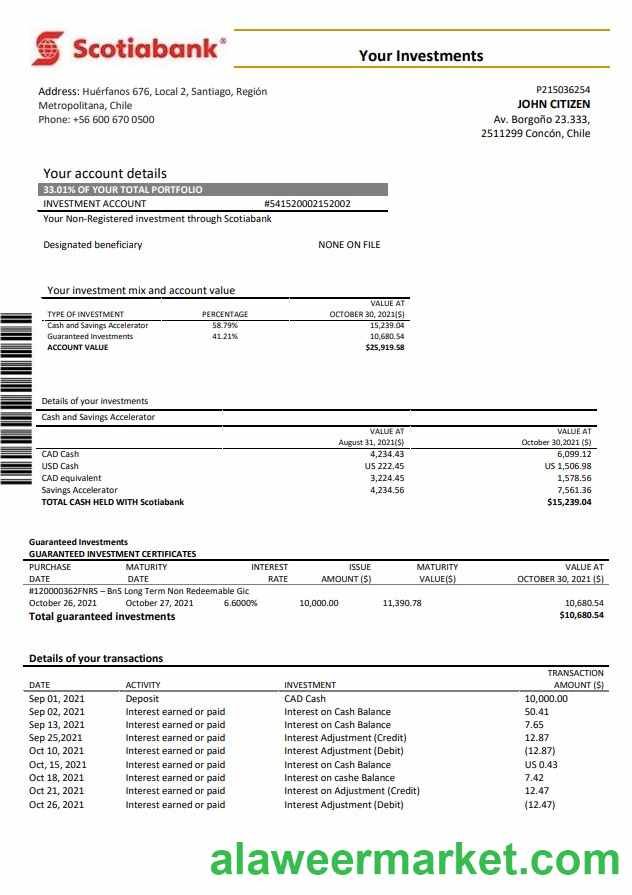 Scotiabank®
Your Investments
Address: Huérfanos 676, Local 2, Santiago, Región
Metropolitana, Chile
Phone: +56 600 670 0500
P215036254
JOHN CITIZEN
Av. Borgoño 23.333,
2511299 Concón, Chile
Your account details
33.01% OF YOUR TOTAL PORTFOLIO
INVESTMENT ACCOUNT #541520002152002
Your Non-Registered investment through Scotiabank
Designated beneficiary NONE ON FILE
Your investment mix and account value
VALUE AT
TYPE OF INVESTMENT PERCENTAGE OCTOBER 30, 2021($)
Cash and Savings Accelerator 58.79% 15,239.04
Guaranteed Investments 41.21% 10,680.54
ACCOUNT VALUE $25,919.58
Details of your investments
Cash and Savings Accelerator
VALUE AT VALUE AT
August 31, 2021($) October 30,2021 ($)
CAD Cash 4,234.43 6,099.12
USD Cash US 222.45 US 1,506.98
CAD equivalent 3,224.45 1,578.56
Savings Accelerator 4,234.56 7,561.36
TOTAL CASH HELD WITH Scotiabank $15,239.04
Guaranteed Investments
GUARANTEED INVESTMENT CERTIFICATES
PURCHASE MATURITY INTEREST ISSUE MATURITY VALUE AT
DATE DATE RATE AMOUNT ($) VALUE($) OCTOBER 30, 2021 ($)
#120000362FNRS – BnS Long Term Non Redeemable Gic
October 26, 2021 October 27, 2021 6.6000% 10,000.00 11,390.78 10,680.54
Total guaranteed investments $10,680.54
Details of your transactions
TRANSACTION
DATE ACTIVITY INVESTMENT AMOUNT ($)
Sep 01, 2021 Deposit CAD Cash 10,000.00
Sep 02, 2021 Interest earned or paid Interest on Cash Balance 50.41
Sep 13, 2021 Interest earned or paid Interest on Cash Balance 7.65
Sep 25,2021 Interest earned or paid Interest Adjustment (Credit) 12.87
Oct 10, 2021 Interest earned or paid Interest Adjustment (Debit) (12.87)
Oct, 15, 2021 Interest earned or paid Interest on Cash Balance US 0.43
Oct 18, 2021 Interest earned or paid Interest on cashe Balance 7.42
Oct 21, 2021 Interest earned or paid Interest on Adjustment (Credit) 12.47
Oct 26, 2021 Interest earned or paid Interest Adjustment (Debit) (12.47)
alaweermarket.com